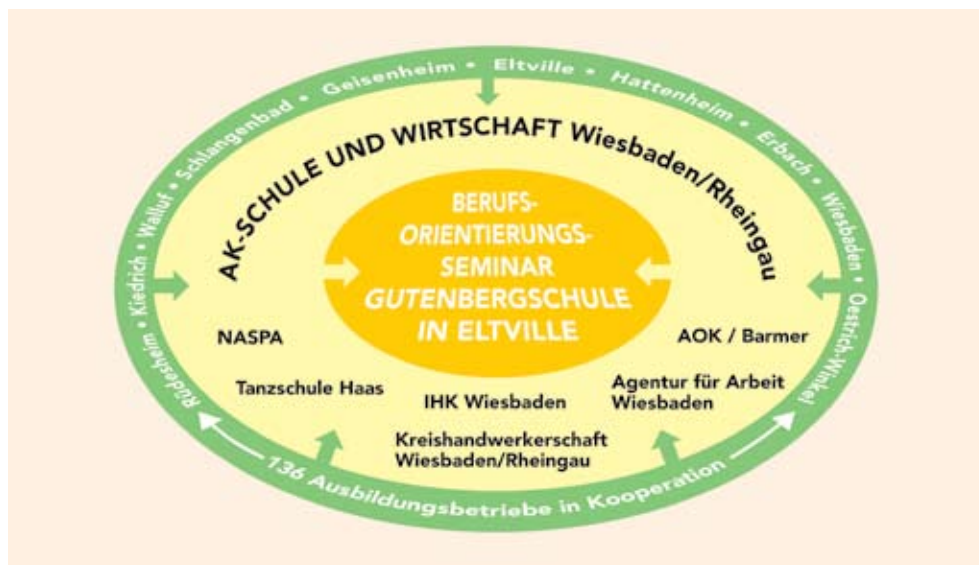 Rüdesheim • Kiedrich • Walluf • Schlangenbad • Geisenheim • Eltville • Hattenheim • Erbach • Wiesbaden • Oestrich-Winkel
AK-SCHULE UND WIRTSCHAFT Wiesbaden/Rheingau
BERUFS-
ORIENTIERUNGS-
SEMINAR
GUTENBERGSCHULE
IN ELTVILLE
NASPA
AOK / Barmer
Tanzschule Haas
IHK Wiesbaden
Agentur für Arbeit
Wiesbaden
Kreishandwerkerschaft
Wiesbaden/Rheingau
136 Ausbildungsbetriebe in Kooperation